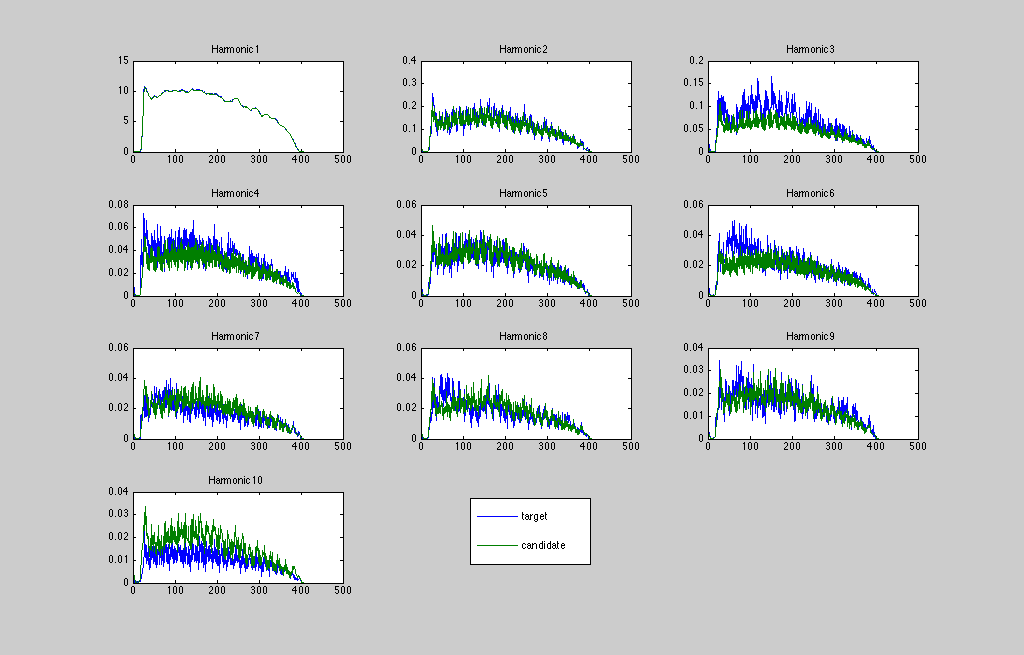 Harmonic1 Harmonic2 Harmonic3
15 0.4 0.2
10 0.3 0.15
5 0.2 0.1
0.1 0.05
0 0 0
0 100 200 300 400 500 0 100 200 300 400 500 0 100 200 300 400 500
Harmonic4 Harmonic5 Harmonic6
0.08 0.06 0.06
0.06 0.04 0.04
0.04 0.02 0.02
0.02
0 0 0
0 100 200 300 400 500 0 100 200 300 400 500 0 100 200 300 400 500
Harmonic7 Harmonic8 Harmonic9
0.06 0.06 0.04
0.04 0.04 0.03
0.02 0.02 0.02
0.01
0 0 0
0 100 200 300 400 500 0 100 200 300 400 500 0 100 200 300 400 500
Harmonic10
0.04
0.03
0.02
0.01
0
0 100 200 300 400 500
target
candidate